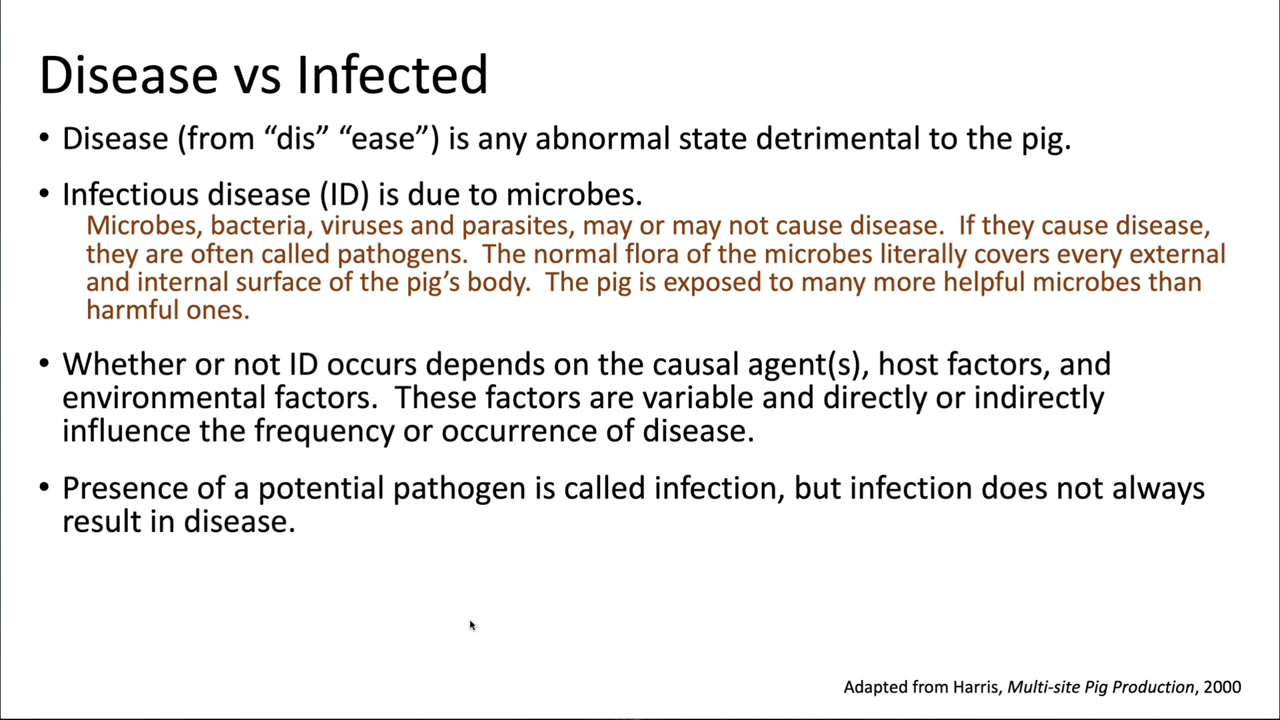 Disease vs Infected
• Disease (from “dis” “ease”) is any abnormal state detrimental to the pig.
• Infectious disease (ID) is due to microbes.
Microbes, bacteria, viruses and parasites, may or may not cause disease.  If they cause disease,
they are often called pathogens.  The normal flora of the microbes literally covers every external
and internal surface of the pig’s body.  The pig is exposed to many more helpful microbes than
harmful ones.
• Whether or not ID occurs depends on the causal agent(s), host factors, and
environmental factors.  These factors are variable and directly or indirectly
influence the frequency or occurrence of disease.
• Presence of a potential pathogen is called infection, but infection does not always
result in disease.
Adapted from Harris, Multi-site Pig Production, 2000